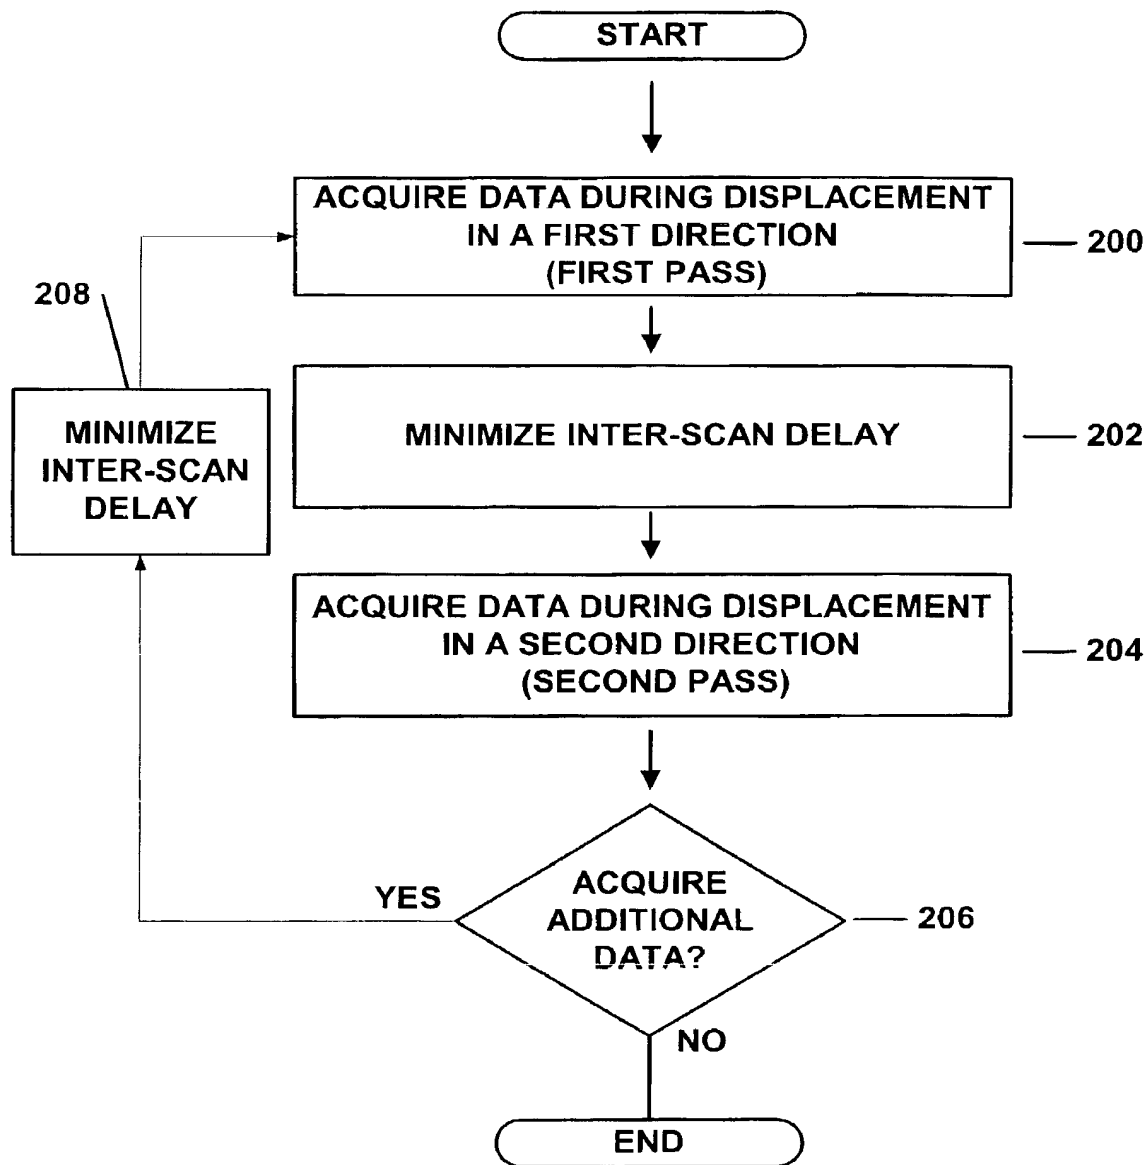 START
ACQUIRE DATA DURING DISPLACEMENT
IN A FIRST DIRECTION
(FIRST PASS)
200
208
MINIMIZE
INTER-SCAN
DELAY
MINIMIZE INTER-SCAN DELAY
202
ACQUIRE DATA DURING DISPLACEMENT
IN A SECOND DIRECTION
(SECOND PASS)
204
YES
ACQUIRE
ADDITIONAL
DATA?
206
NO
END